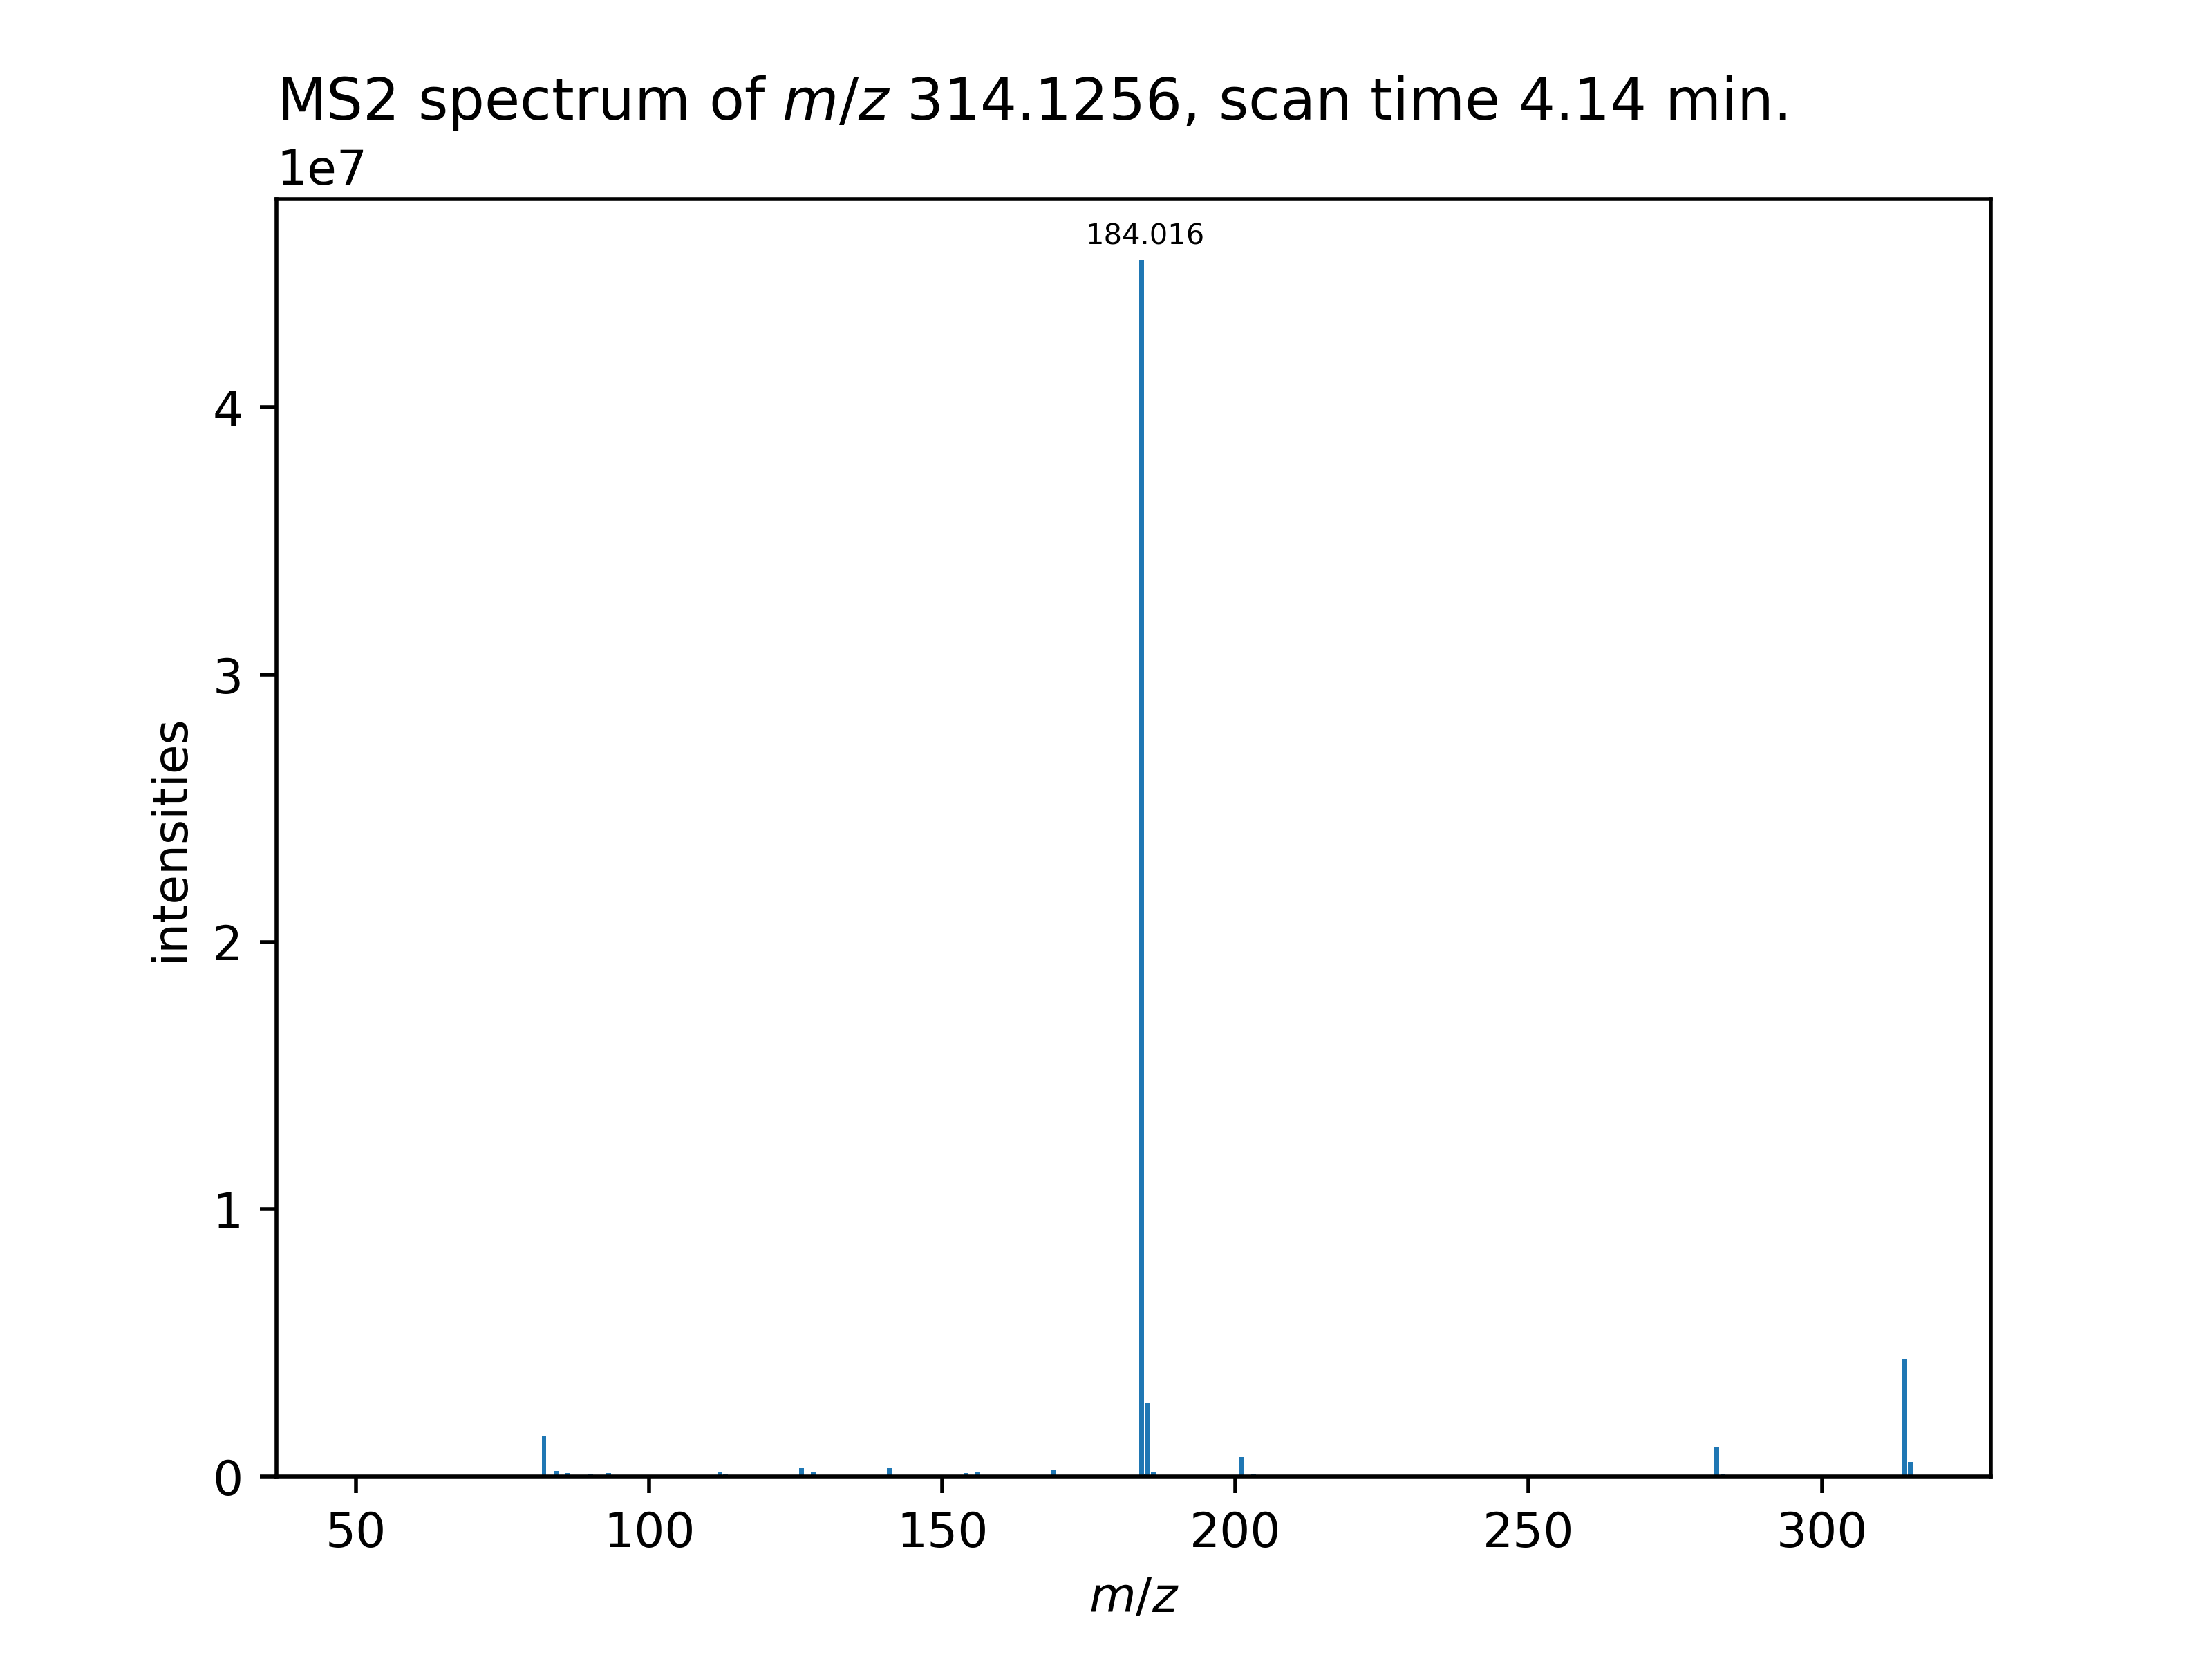 MS2 spectrum of m/z 314.1256, scan time 4.14 min.
1e7
184.016
4
3
2
1
0
intensities
50 100 150 200 250 300
m/z